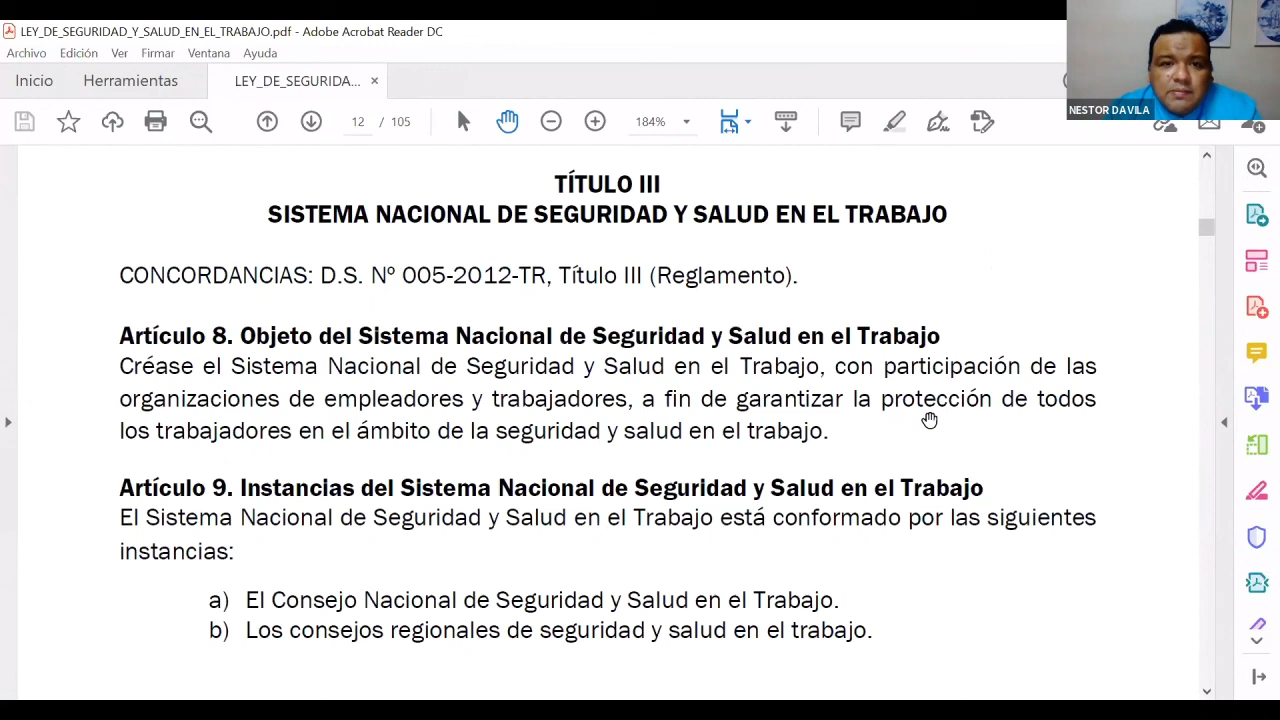 LEY_DE_SEGURIDAD_Y_SALUD_EN_EL_TRABAJO.pdf - Adobe Acrobat Reader DC
Archivo Edición Ver Firmar Ventana Ayuda
Inicio Herramientas LEY_DE_SEGURIDA... ×
NESTOR DAVILA
12 / 105 184%
TÍTULO III
SISTEMA NACIONAL DE SEGURIDAD Y SALUD EN EL TRABAJO
CONCORDANCIAS: D.S. Nº 005-2012-TR, Título III (Reglamento).
Artículo 8. Objeto del Sistema Nacional de Seguridad y Salud en el Trabajo
Créase el Sistema Nacional de Seguridad y Salud en el Trabajo, con participación de las
organizaciones de empleadores y trabajadores, a fin de garantizar la protección de todos
los trabajadores en el ámbito de la seguridad y salud en el trabajo.
Artículo 9. Instancias del Sistema Nacional de Seguridad y Salud en el Trabajo
El Sistema Nacional de Seguridad y Salud en el Trabajo está conformado por las siguientes
instancias:
a) El Consejo Nacional de Seguridad y Salud en el Trabajo.
b) Los consejos regionales de seguridad y salud en el trabajo.